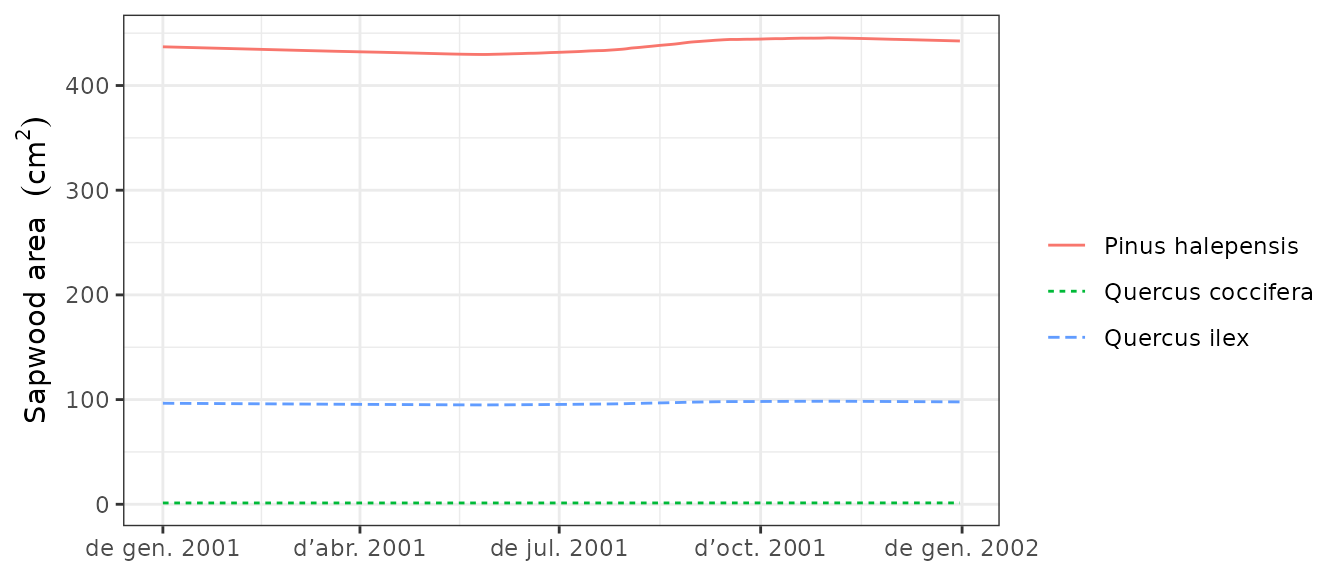 Sapwood area (cm²)
400
300
200
100
0
de gen. 2001
d’abr. 2001
de jul. 2001
d’oct. 2001
de gen. 2002
Pinus halepensis
Quercus coccifera
Quercus ilex